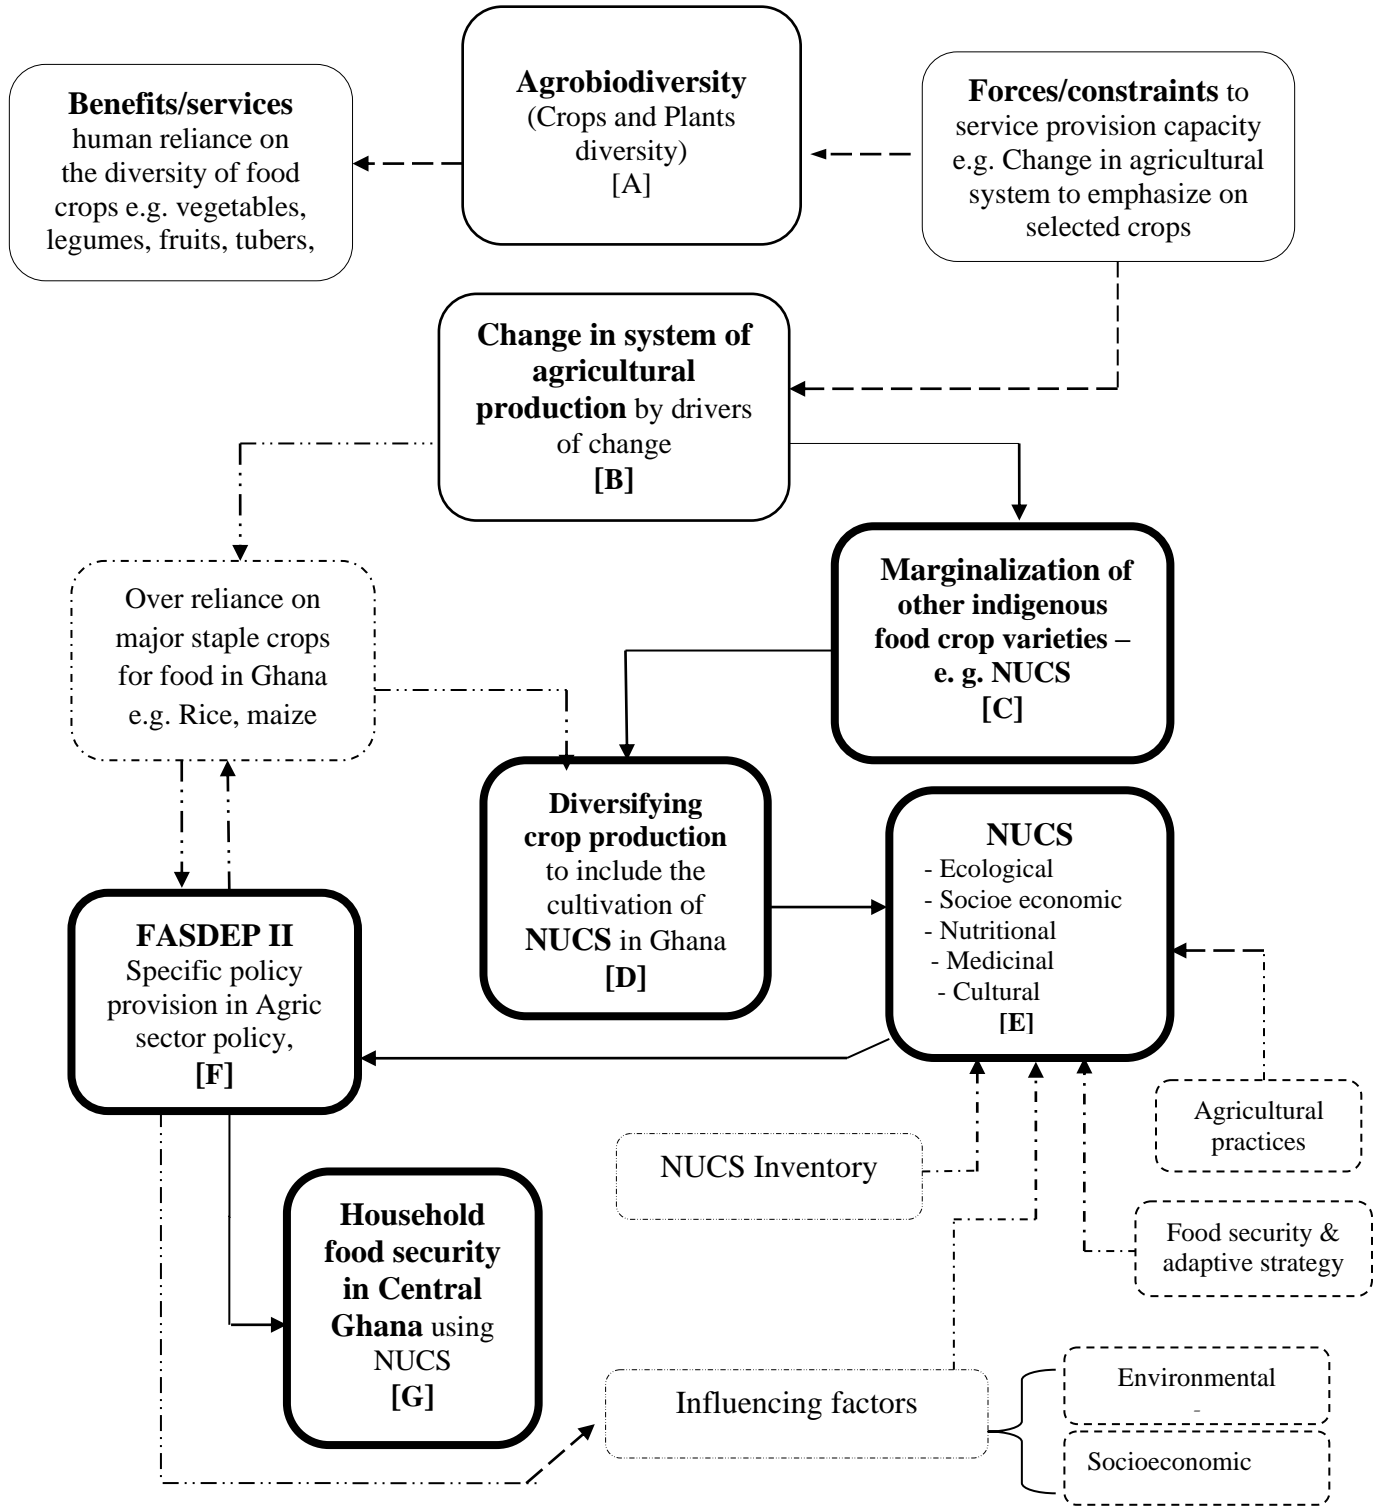 Benefits/services
human reliance on
the diversity of food
crops e.g. vegetables,
legumes, fruits, tubers,
Agrobiodiversity
(Crops and Plants
diversity)
[A]
Forces/constraints to
service provision capacity
e.g. Change in agricultural
system to emphasize on
selected crops
Change in system of
agricultural
production by drivers
of change
[B]
Over reliance on
major staple crops
for food in Ghana
e.g. Rice, maize
Marginalization of
other indigenous
food crop varieties –
e. g. NUCS
[C]
Diversifying
crop production
to include the
cultivation of
NUCS in Ghana
[D]
NUCS
- Ecological
- Socioe economic
- Nutritional
- Medicinal
- Cultural
[E]
FASDEP II
Specific policy
provision in Agric
sector policy,
[F]
Agricultural
practices
NUCS Inventory
Food security &
adaptive strategy
Household
food security
in Central
Ghana using
NUCS
[G]
Influencing factors
Environmental
-
Socioeconomic